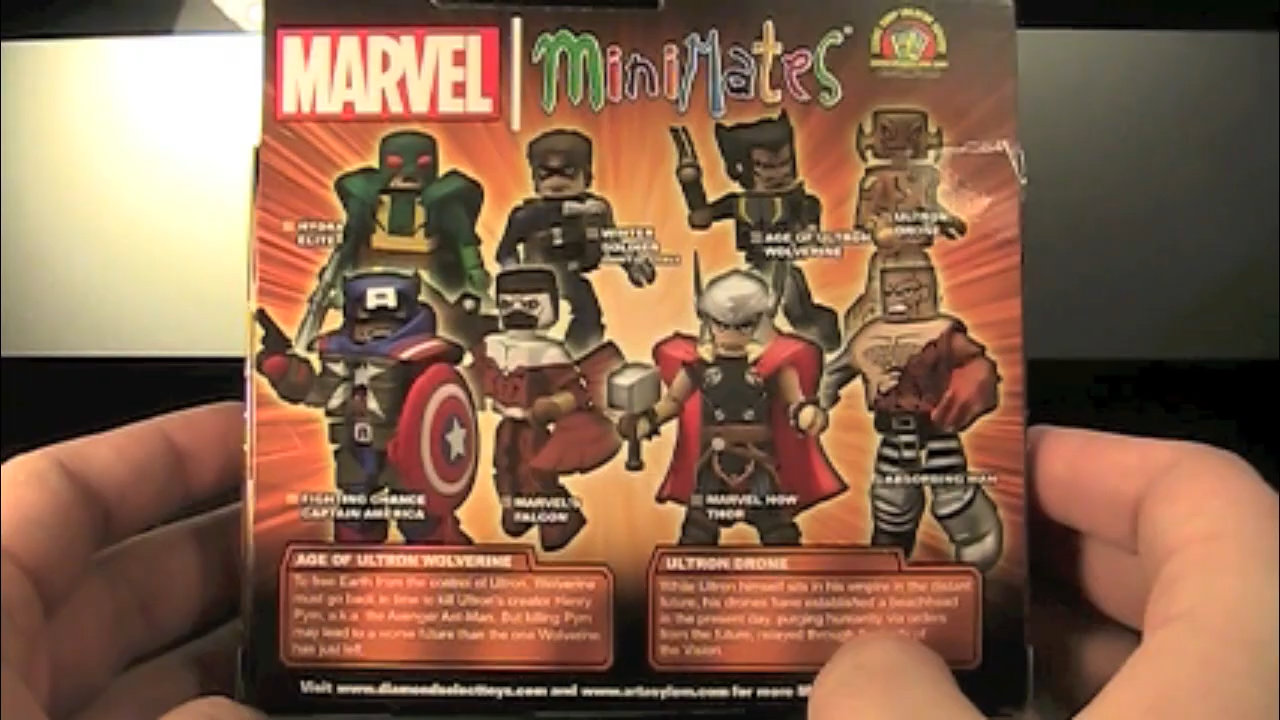 MARVEL MiniMates
HYDRA
ELITE
WINTER
SOLDIER
AGE OF ULTRON
WOLVERINE
ULTRON
DRONE
FIGHTING CHANCE
CAPTAIN AMERICA
MARVEL'S
FALCON
MARVEL NOW
THOR
ABSORBING MAN
AGE OF ULTRON WOLVERINE
To free Earth from the control of Ultron, Wolverine
must go back in time to kill Ultron's creator Henry
Pym, a.k.a. the Avenger Ant-Man. But killing Pym
may lead to a worse future than the one Wolverine
has just left.
ULTRON DRONE
While Ultron himself sits in his empire in the distant
future, his drones have established a beachhead
in the present day, purging humanity via orders
from the future, relayed through of
the Vision.
Visit www.diamondselecttoys.com and www.artasylum.com for more